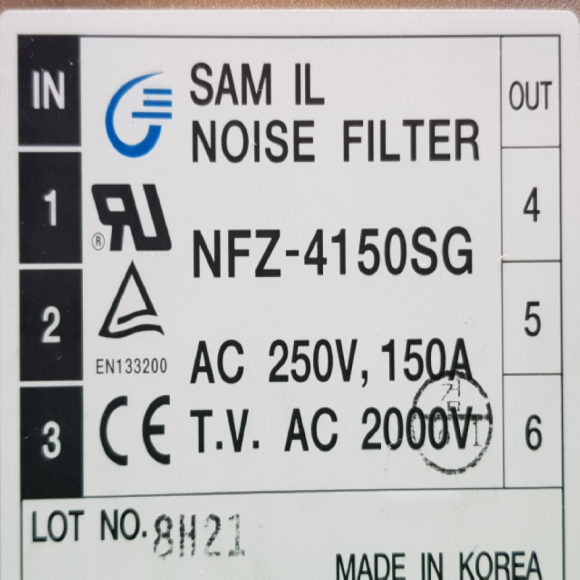 IN
SAM IL
OUT
NOISE FILTER
1
4
®
NFZ-4150SG
2
5
EN133200
AC 250V, 150A
3
T.V. AC 2000V
6
LOT NO. 8H21
MADE IN KOREA